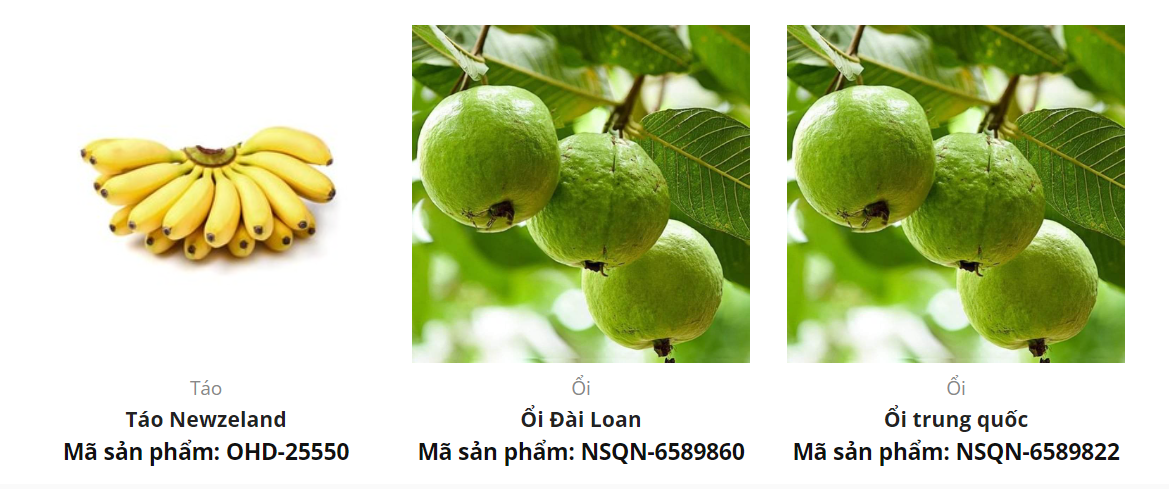 Táo
Táo Newzeland
Mã sản phẩm: OHD-25550
Ổi
Ổi Đài Loan
Mã sản phẩm: NSQN-6589860
Ổi
Ổi trung quốc
Mã sản phẩm: NSQN-6589822